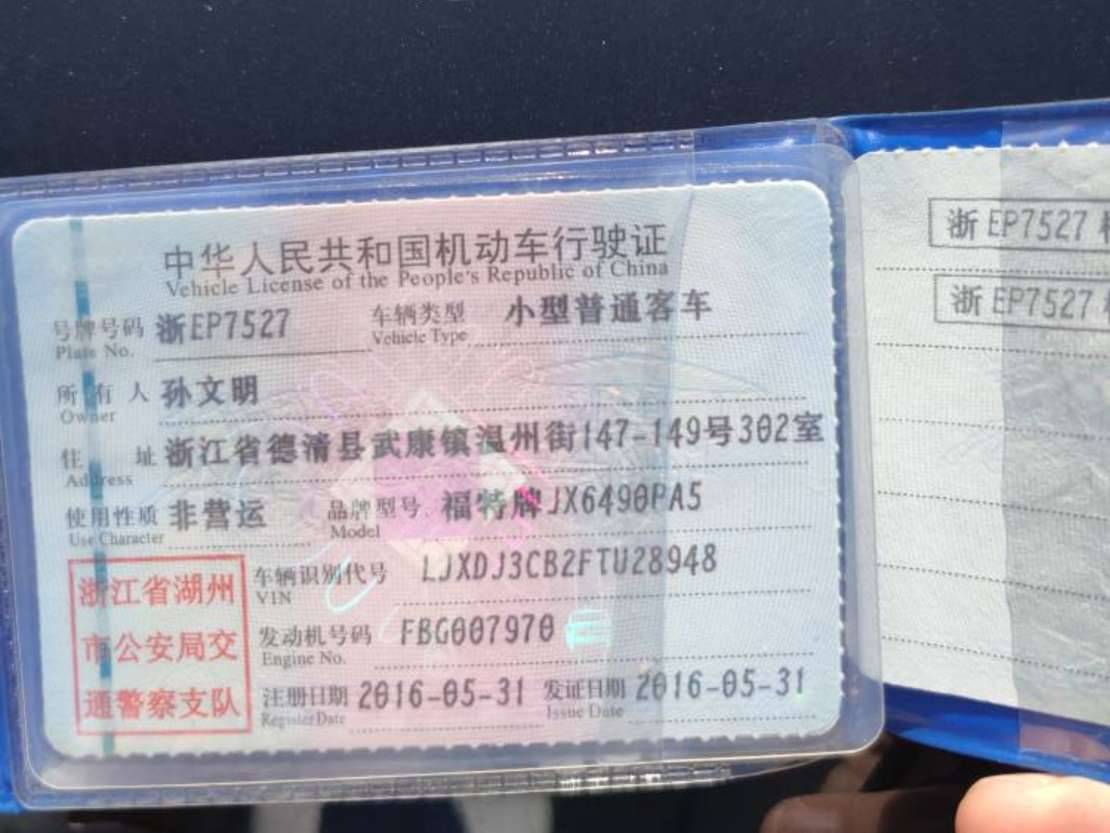 中华人民共和国机动车行驶证
Vehicle License of the People's Republic of China
号牌号码 浙EP7527 车辆类型 小型普通客车
Plate No. Vehicle Type
所有人 孙文明
Owner
住址 浙江省德清县武康镇温州街147-149号302室
Address
使用性质 非营运 品牌型号 福特牌JX6490PA5
Use Character Model
车辆识别代号 LJXDJ3CB2FTU28948
VIN
发动机号码 FBG007970
Engine No.
注册日期 2016-05-31 发证日期 2016-05-31
Register Date Issue Date
浙江省湖州
市公安局交
通警察支队
浙EP7527
浙EP7527